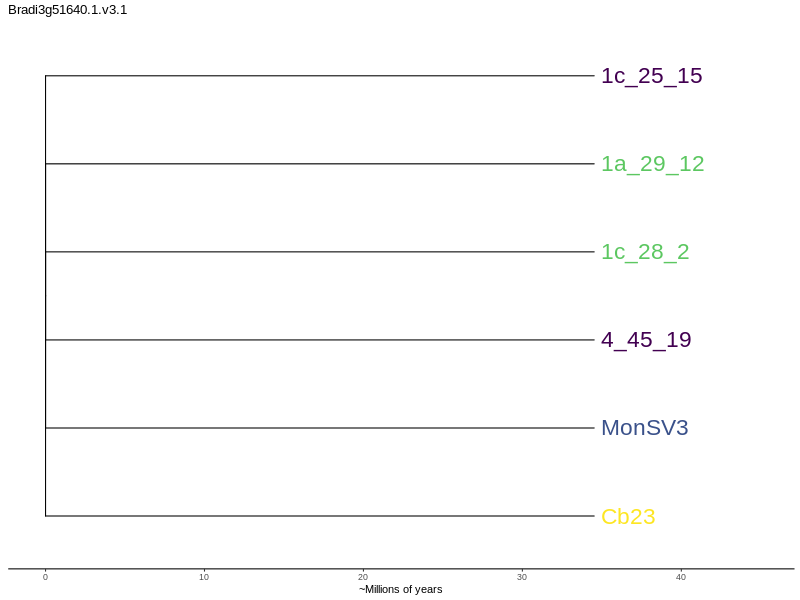 Bradi3g51640.1.v3.1
1c_25_15
1a_29_12
1c_28_2
4_45_19
MonSV3
Cb23
0 10 20 30 40
~Millions of years